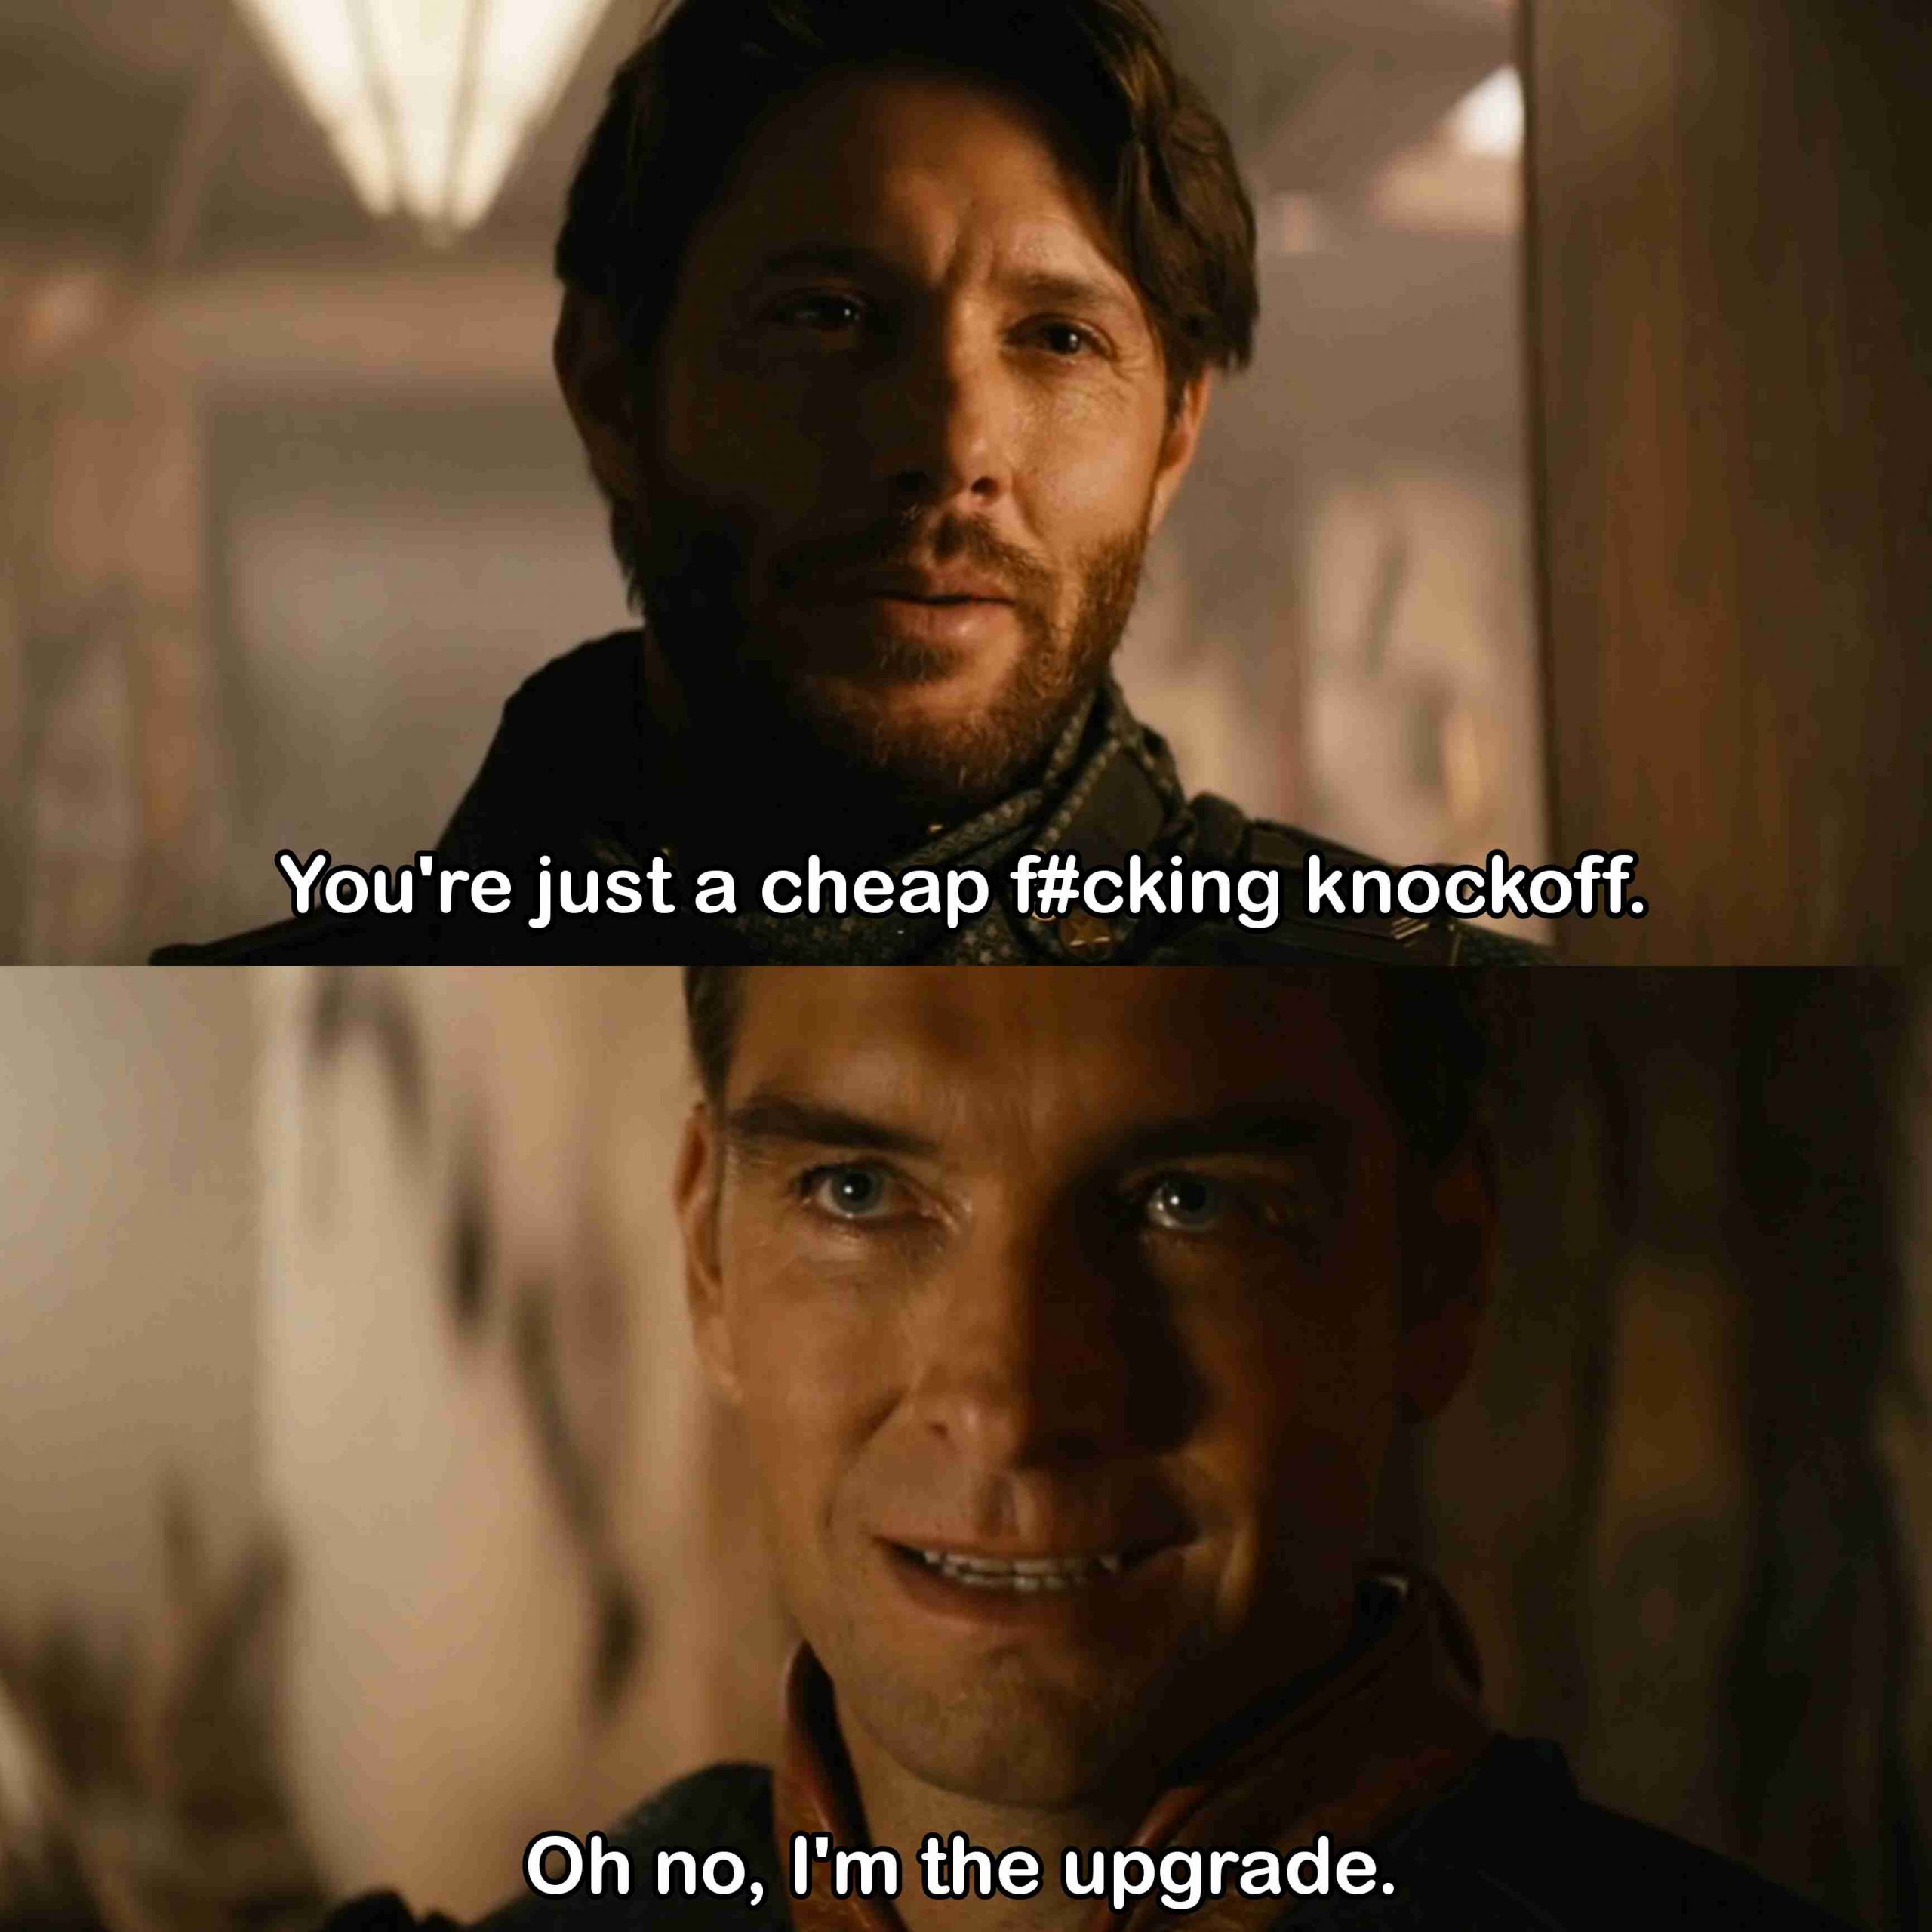 You're just a cheap f#cking knockoff.
Oh no, I'm the upgrade.